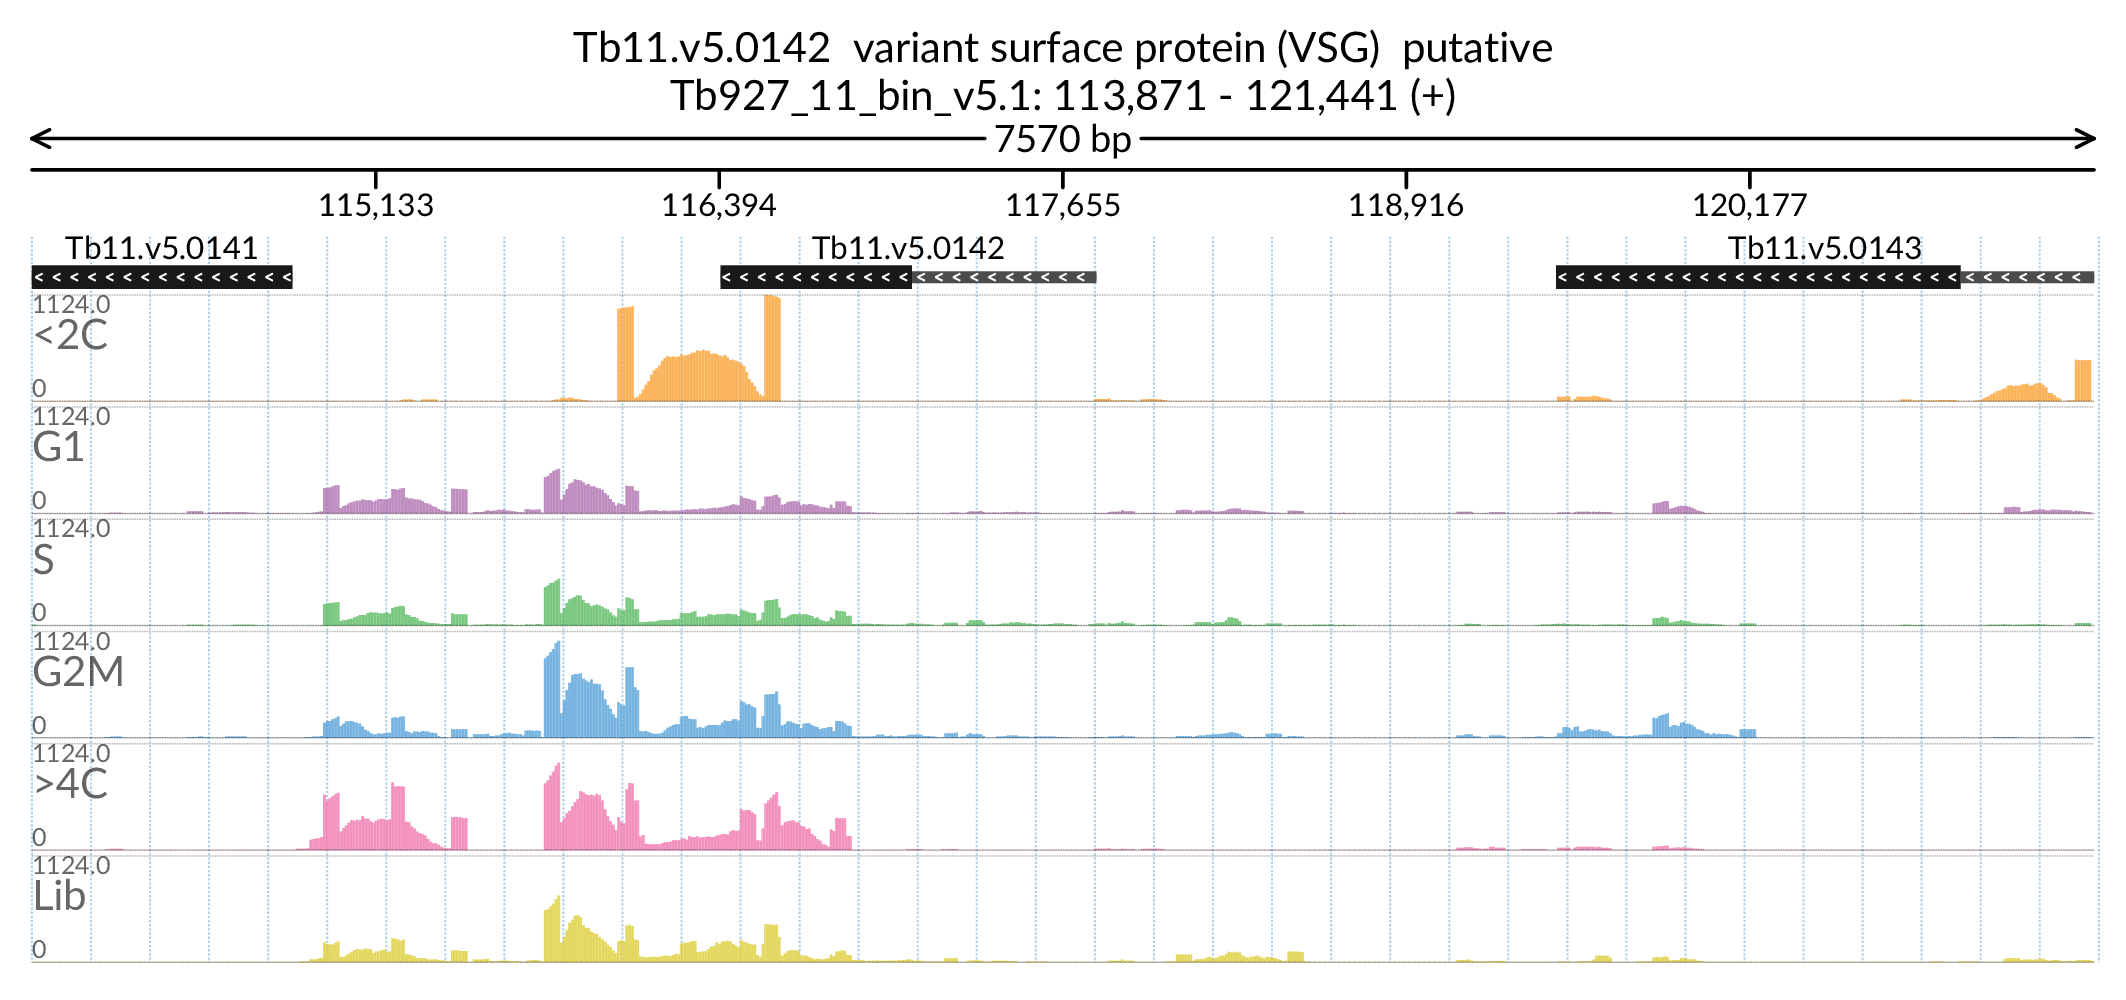 Tb11.v5.0142 variant surface protein (VSG) putative
Tb927_11_bin_v5.1: 113,871 - 121,441 (+)
7570 bp
115,133 116,394 117,655 118,916 120,177
Tb11.v5.0141 Tb11.v5.0142 Tb11.v5.0143
1124.0
<2C
0
1124.0
G1
0
1124.0
S
0
1124.0
G2M
0
1124.0
>4C
0
1124.0
Lib
0